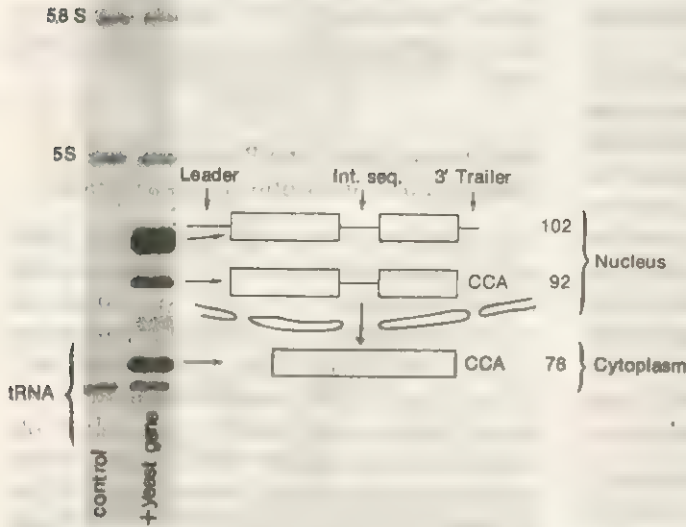 5,8 S
5S
Leader Int. seq. 3' Trailer
102
Nucleus
CCA 92
CCA 78 Cytoplasm
tRNA
control
+ yeast gene